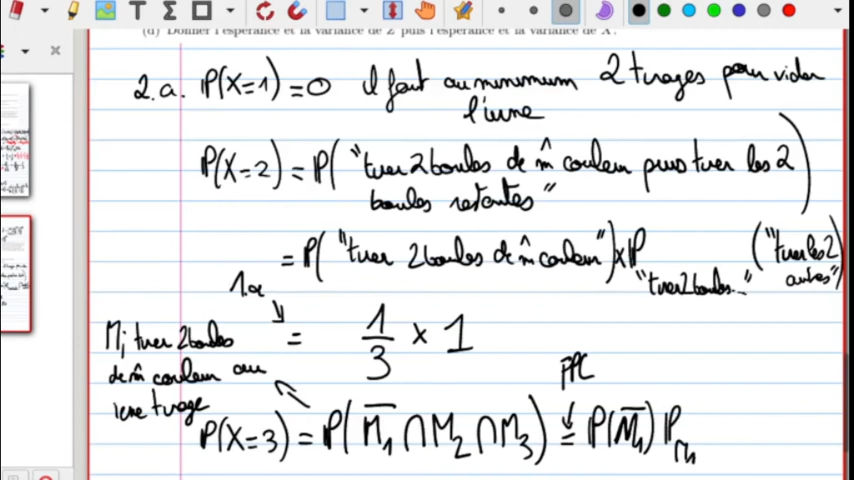 (d) Donner l'espérance et la variance de Z puis l'espérance et la variance de X.
2.a. P(X=1)=0 il faut au minimum 2 tirages pour vider
l'urne
P(X=2) = P( "tirer 2 boules de m̂ couleur puis tirer les 2
boules restantes" )
= P( "tirer 2 boules de m̂ couleur" ) x P "tirer 2 boules..." ( "tirer les 2
autres" )
1.a
= 1/3 × 1
Mi tirer 2 boules
de m̂ couleur au
ième tirage
FPC
P(X=3) = P( M̅1 ∩ M2 ∩ M3 ) = P(M̅1) P M1